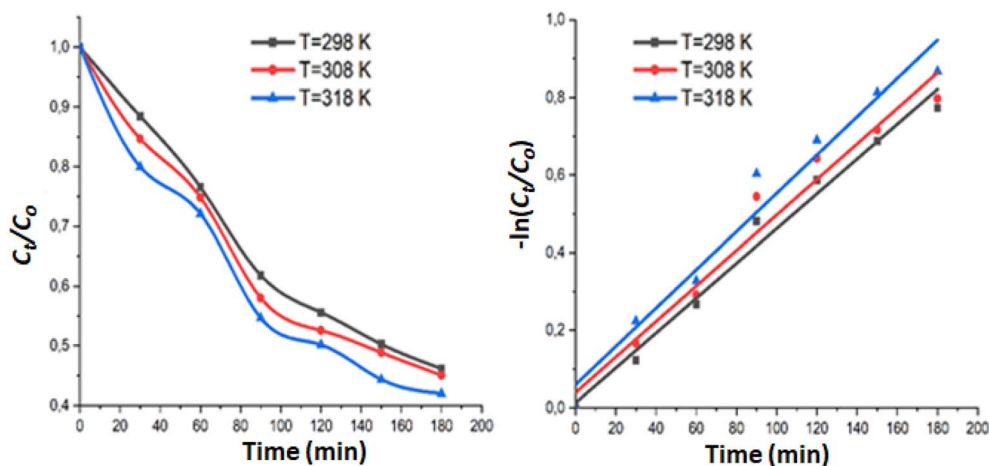 T=298 K
T=308 K
T=318 K
1,0
0,9
0,8
0,7
0,6
0,5
0,4
Ct/Co
0 20 40 60 80 100 120 140 160 180 200
Time (min)
T=298 K
T=308 K
T=318 K
1,0
0,8
0,6
0,4
0,2
0,0
-ln(Ct/Co)
0 20 40 60 80 100 120 140 160 180 200
Time (min)